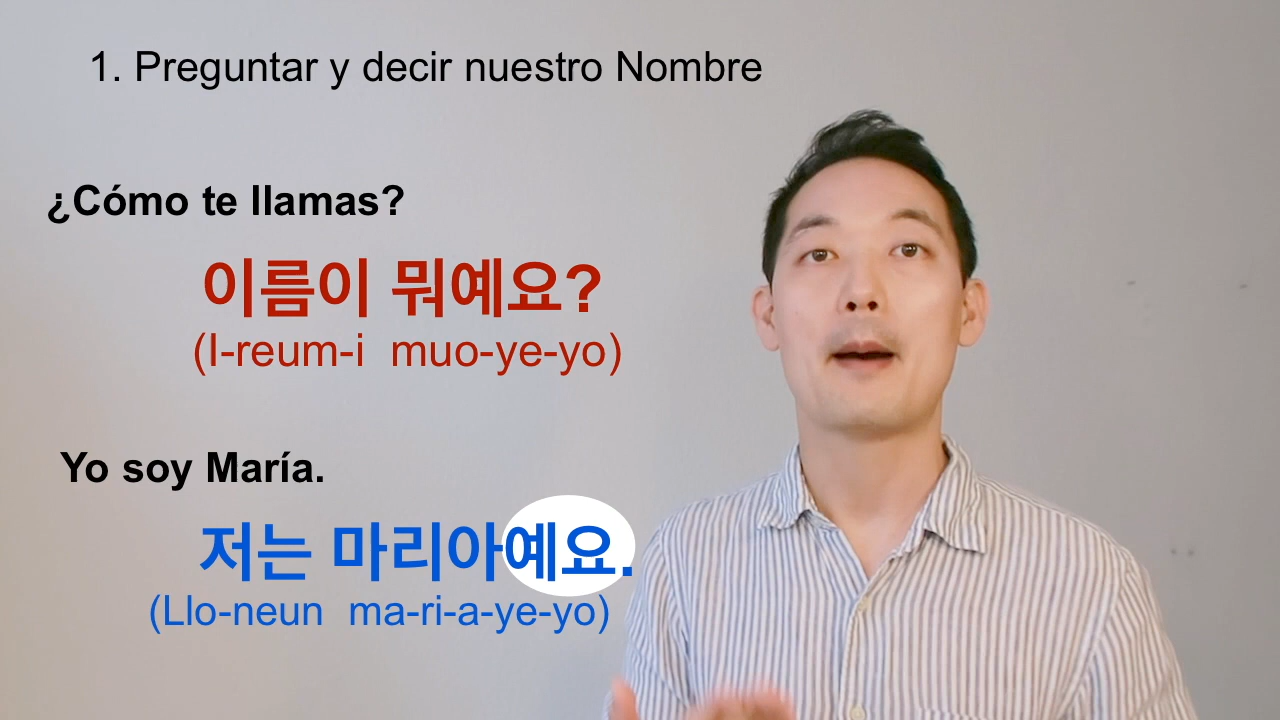 1. Preguntar y decir nuestro Nombre
¿Cómo te llamas?
이름이 뭐예요?
(I-reum-i muo-ye-yo)
Yo soy María.
저는 마리아예요.
(Llo-neun ma-ri-a-ye-yo)